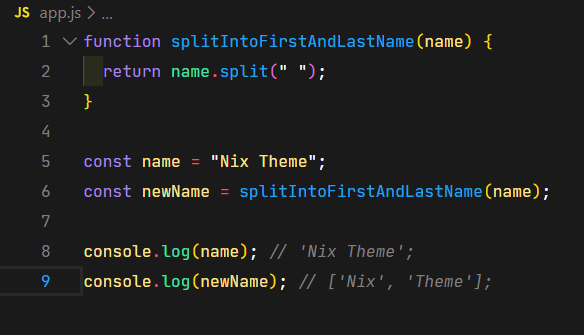 JS app.js > ...
1 function splitIntoFirstAndLastName(name) {
2   return name.split(" ");
3 }
4
5 const name = "Nix Theme";
6 const newName = splitIntoFirstAndLastName(name);
7
8 console.log(name); // 'Nix Theme';
9 console.log(newName); // ['Nix', 'Theme'];